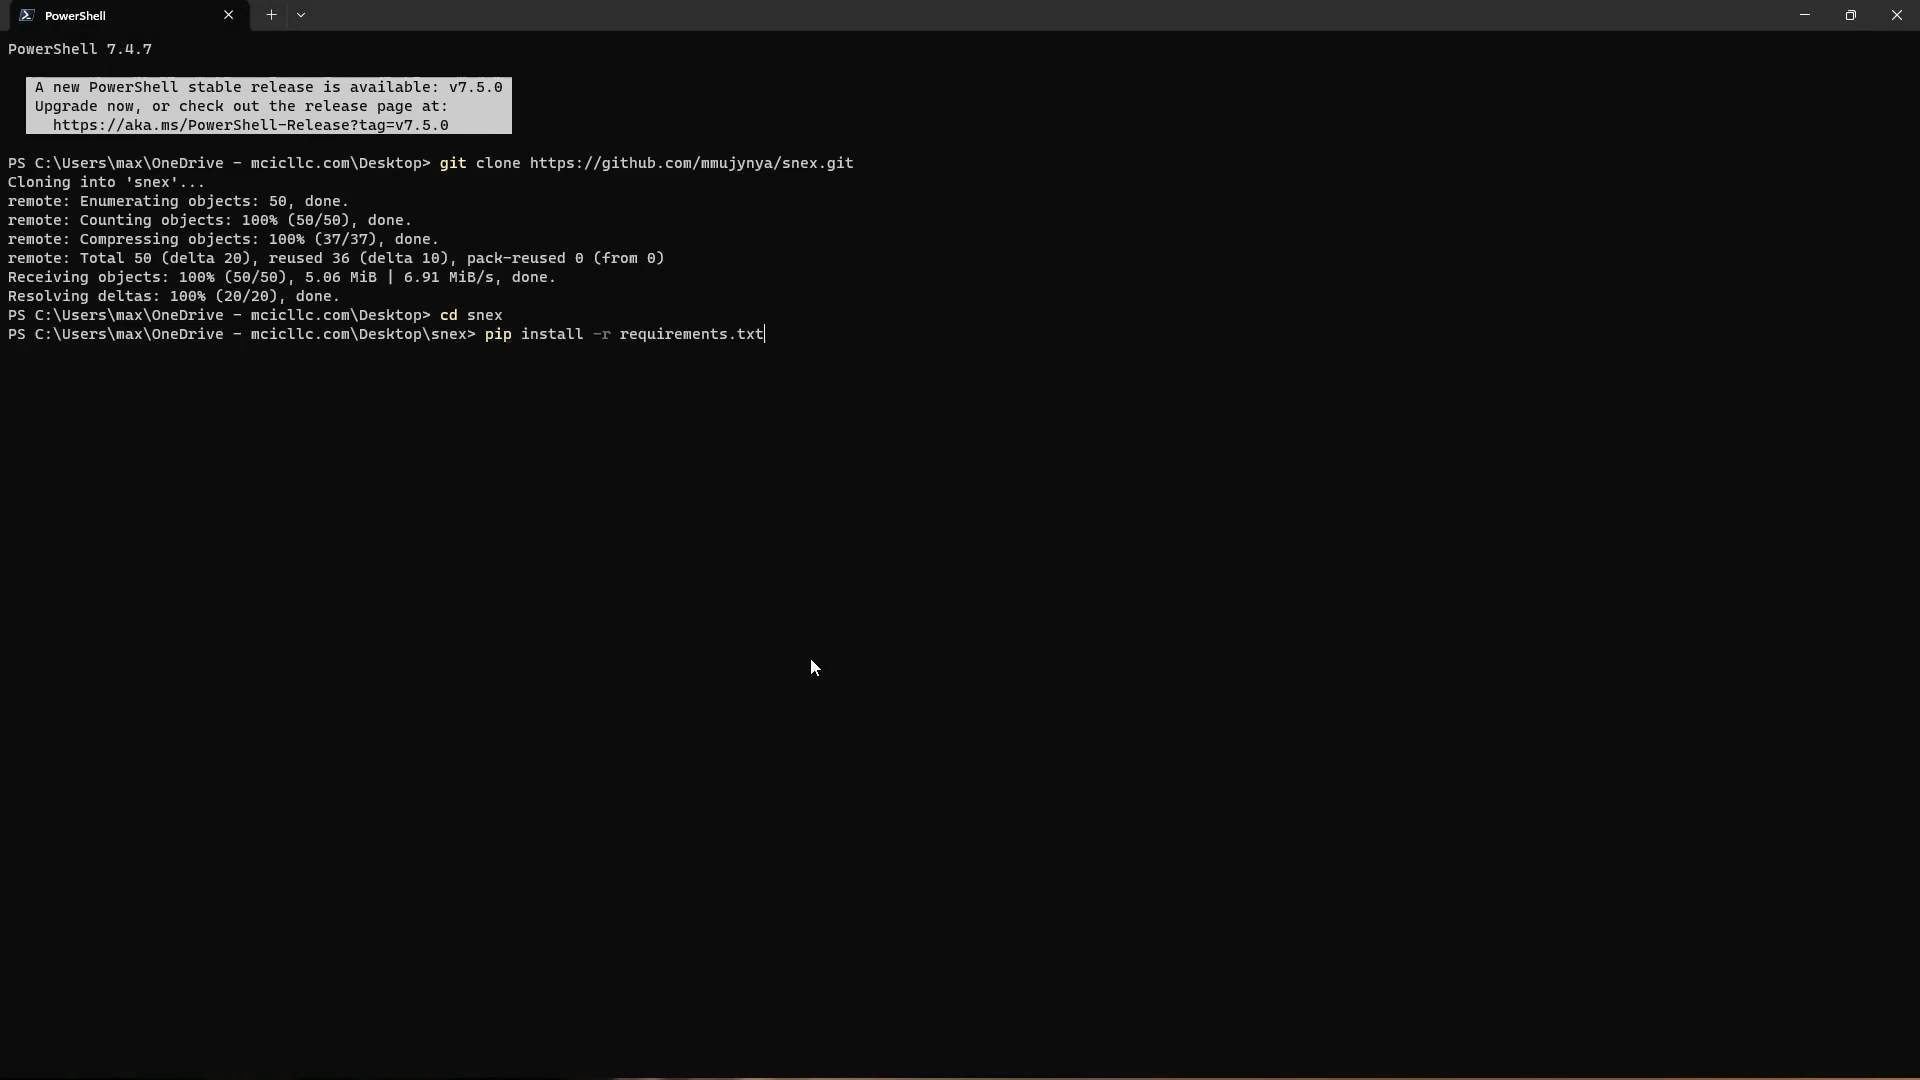 PowerShell
PowerShell 7.4.7
A new PowerShell stable release is available: v7.5.0
Upgrade now, or check out the release page at:
https://aka.ms/PowerShell-Release?tag=v7.5.0
PS C:\Users\max\OneDrive - mcicllc.com\Desktop> git clone https://github.com/mmujynya/snex.git
Cloning into 'snex'...
remote: Enumerating objects: 50, done.
remote: Counting objects: 100% (50/50), done.
remote: Compressing objects: 100% (37/37), done.
remote: Total 50 (delta 20), reused 36 (delta 10), pack-reused 0 (from 0)
Receiving objects: 100% (50/50), 5.06 MiB | 6.91 MiB/s, done.
Resolving deltas: 100% (20/20), done.
PS C:\Users\max\OneDrive - mcicllc.com\Desktop> cd snex
PS C:\Users\max\OneDrive - mcicllc.com\Desktop\snex> pip install -r requirements.txt